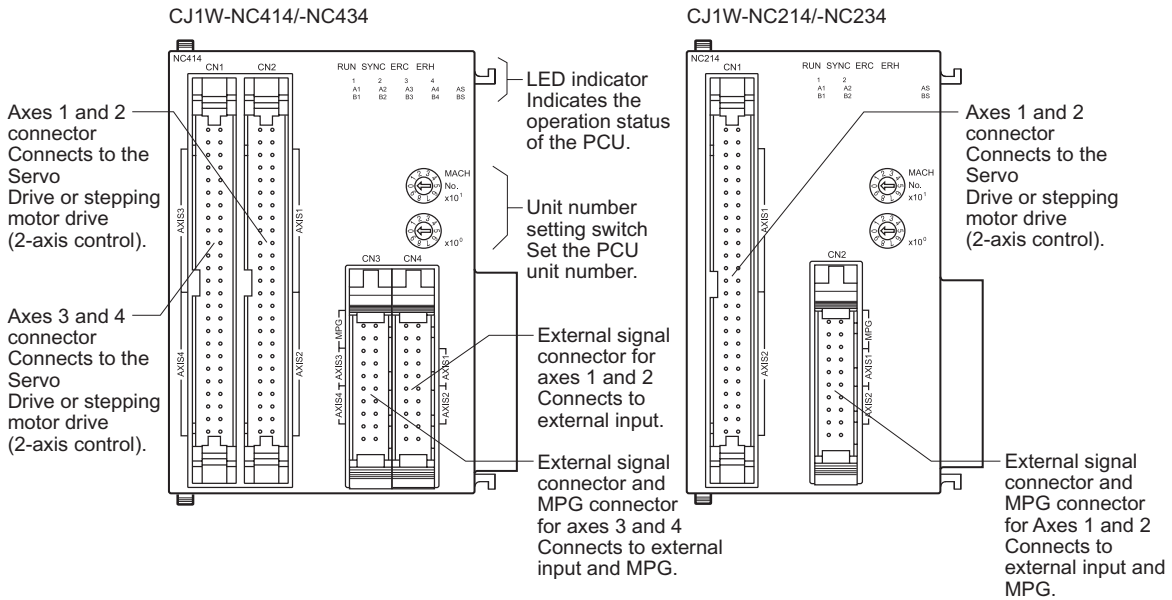 CJ1W-NC414/-NC434
NC414
CN1
CN2
RUN SYNC ERC ERH
1 2 3 4
A1 A2 A3 A4 AS
B1 B2 B3 B4 BS
LED indicator
Indicates the
operation status
of the PCU.
Axes 1 and 2
connector
Connects to the
Servo
Drive or stepping
motor drive
(2-axis control).
AXIS3
AXIS1
MACH
No.
x10¹
x10⁰
Unit number
setting switch
Set the PCU
unit number.
CN3
CN4
Axes 3 and 4
connector
Connects to the
Servo
Drive or stepping
motor drive
(2-axis control).
AXIS4
AXIS2
MPG
AXIS3
AXIS4
AXIS1
AXIS2
External signal
connector for
axes 1 and 2
Connects to
external input.
External signal
connector and
MPG connector
for axes 3 and 4
Connects to external
input and MPG.
CJ1W-NC214/-NC234
NC214
CN1
RUN SYNC ERC ERH
1 2
A1 A2 AS
B1 B2 BS
Axes 1 and 2
connector
Connects to the
Servo
Drive or stepping
motor drive
(2-axis control).
AXIS1
MACH
No.
x10¹
x10⁰
CN2
AXIS2
MPG
AXIS1
AXIS2
External signal
connector and
MPG connector
for Axes 1 and 2
Connects to
external input and
MPG.